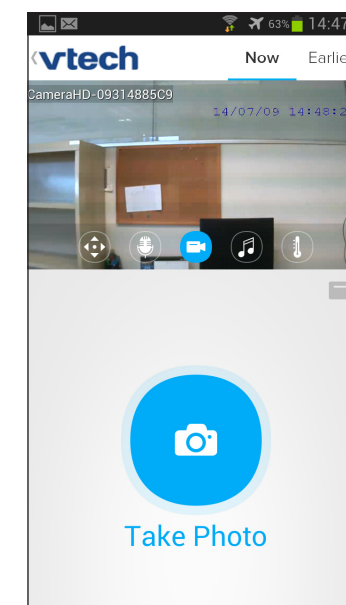 63% 14:47
vtech
Now Earlie
CameraHD-09314885C9
14/07/09 14:48:2
Take Photo